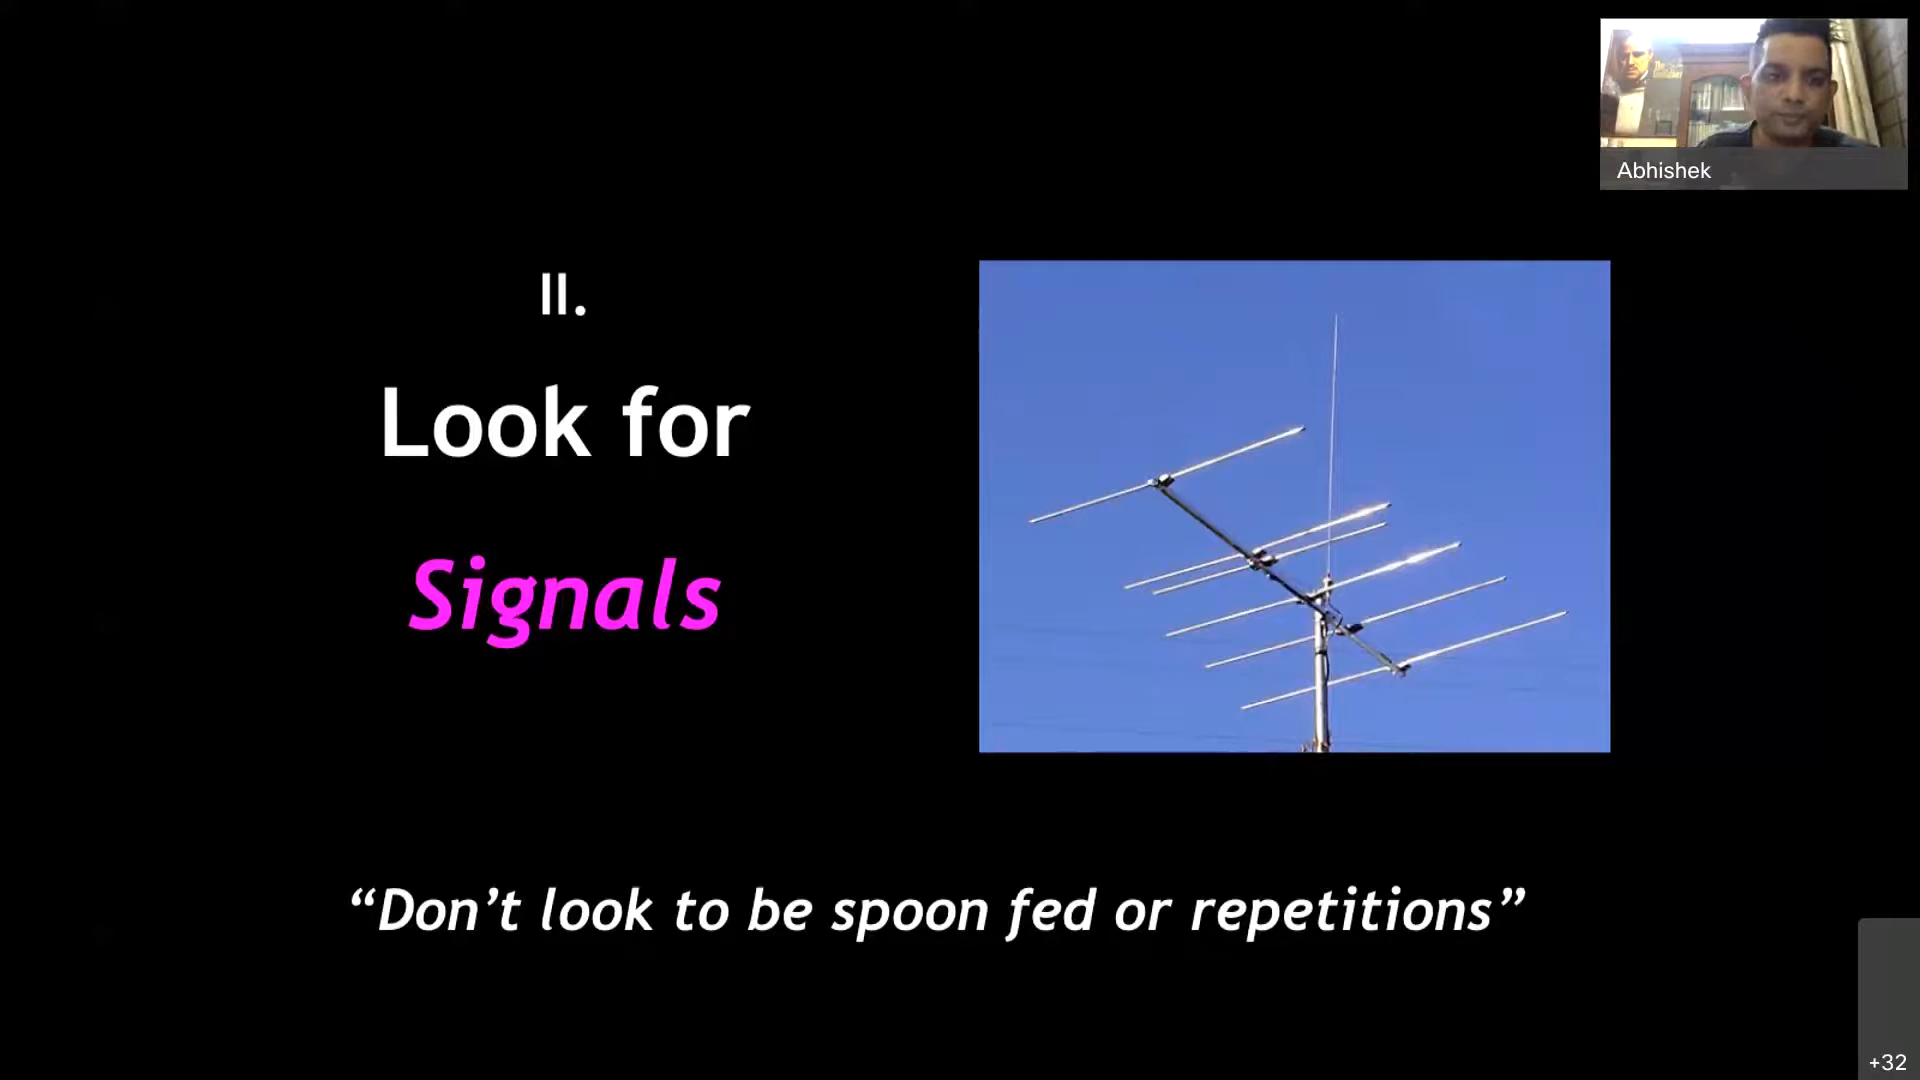 Abhishek
II.
Look for
Signals
“Don’t look to be spoon fed or repetitions”
+32